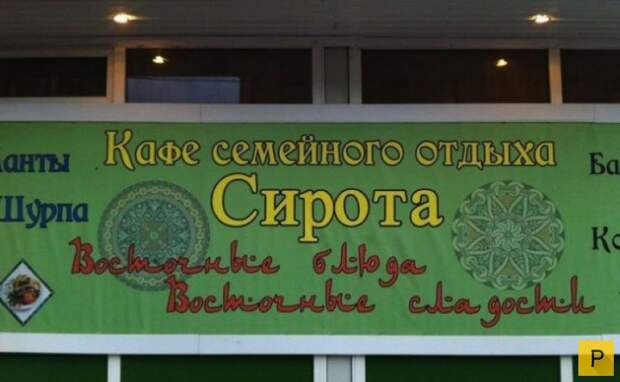 Кафе семейного отдыха
Сирота
Шурпа
Восточные блюда
Восточные сладости
P